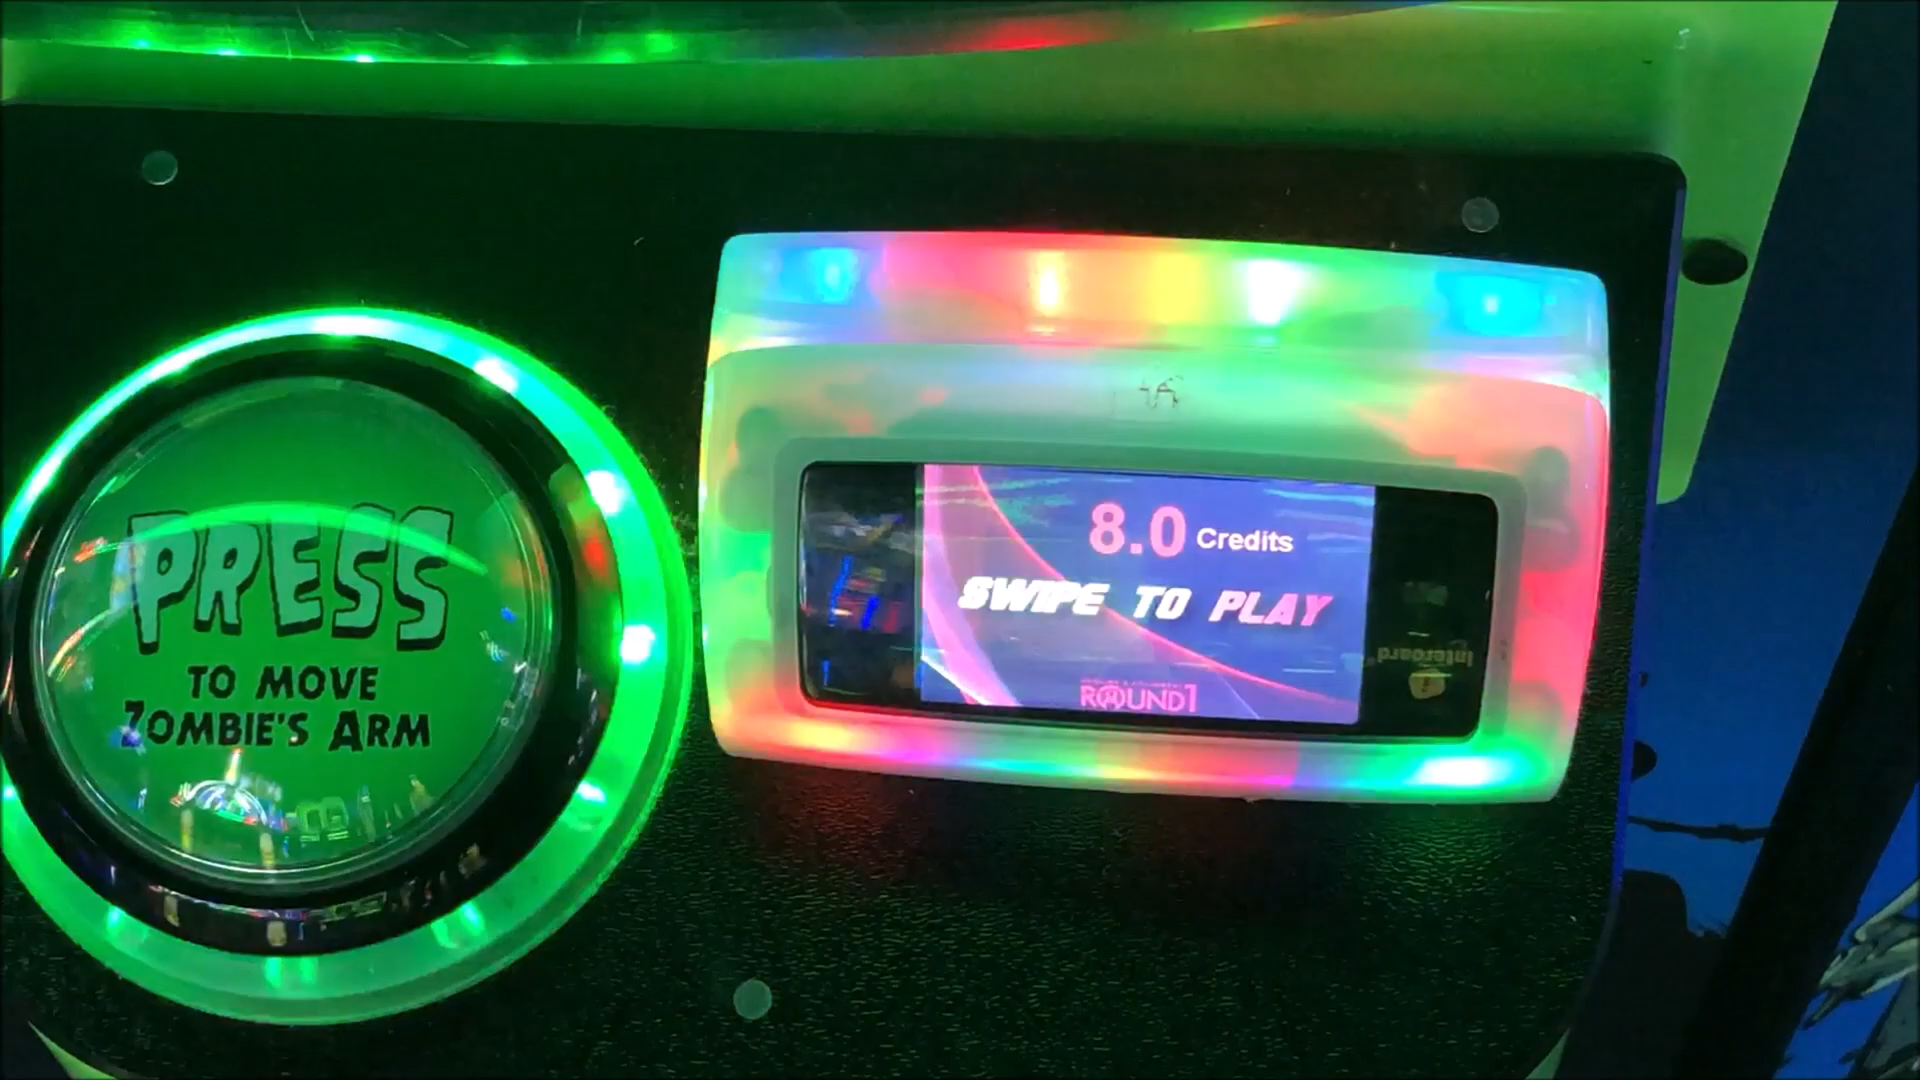 PRESS
TO MOVE
ZOMBIE'S ARM
8.0 Credits
SWIPE TO PLAY
ROUND1
Intercard